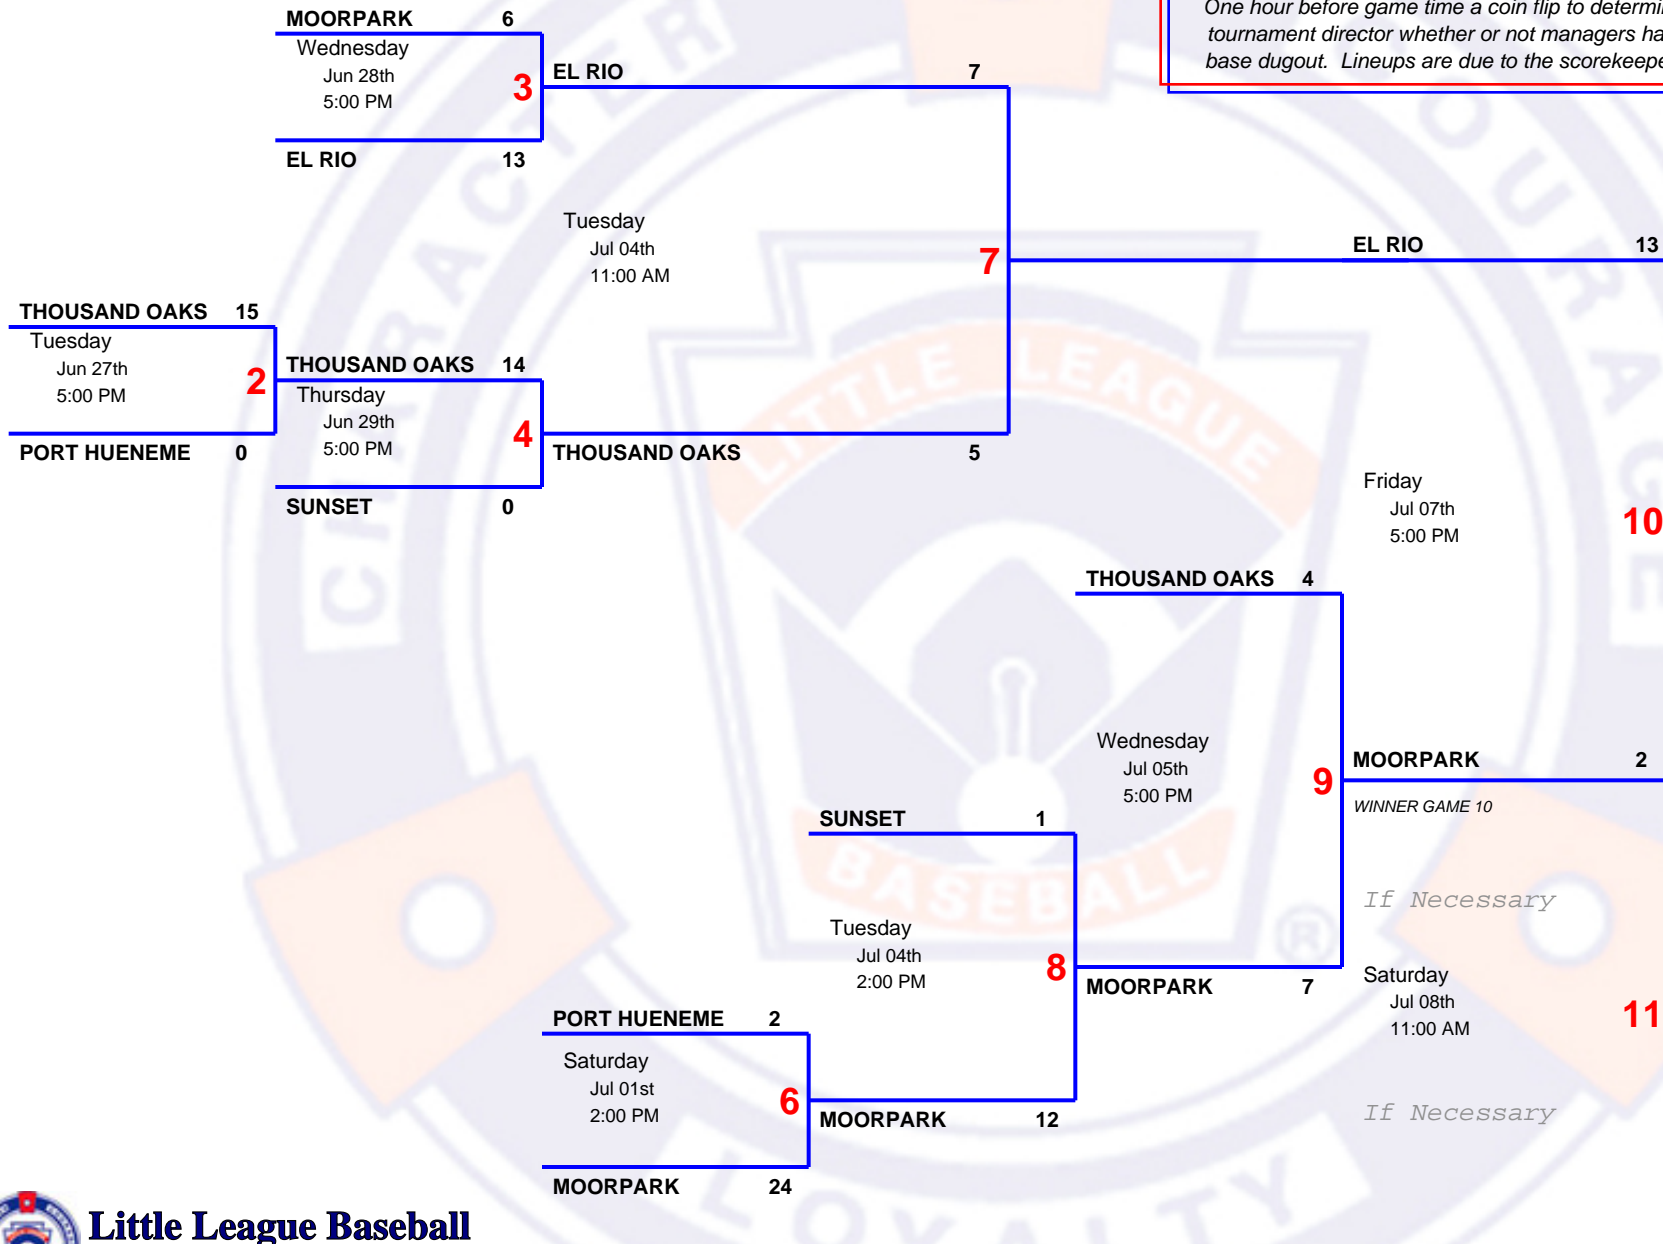 One hour before game time a coin flip to determi
tournament director whether or not managers ha
base dugout. Lineups are due to the scorekeepe
MOORPARK 6
Wednesday
Jun 28th
5:00 PM
3
EL RIO 13
EL RIO 7
Tuesday
Jul 04th
11:00 AM
7
EL RIO 13
THOUSAND OAKS 15
Tuesday
Jun 27th
5:00 PM
2
PORT HUENEME 0
THOUSAND OAKS 14
Thursday
Jun 29th
5:00 PM
4
SUNSET 0
THOUSAND OAKS 5
Friday
Jul 07th
5:00 PM
10
THOUSAND OAKS 4
Wednesday
Jul 05th
5:00 PM
9
MOORPARK 2
WINNER GAME 10
SUNSET 1
If Necessary
Tuesday
Jul 04th
2:00 PM
8
MOORPARK 7
Saturday
Jul 08th
11:00 AM
11
PORT HUENEME 2
Saturday
Jul 01st
2:00 PM
6
MOORPARK 12
If Necessary
MOORPARK 24
Little League Baseball
CHARACTER
COURAGE
LOYALTY
LITTLE LEAGUE
BASEBALL
®